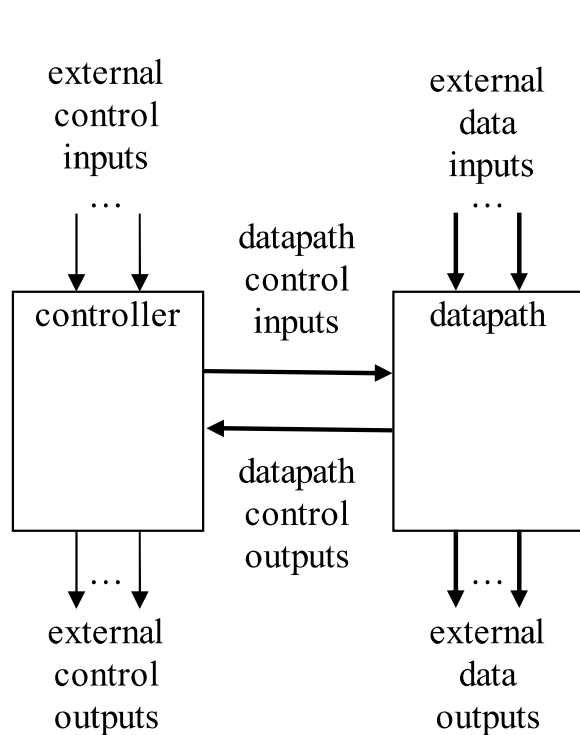 external
control
inputs
...
external
data
inputs
...
datapath
control
inputs
controller
datapath
datapath
control
outputs
...
...
external
control
outputs
external
data
outputs